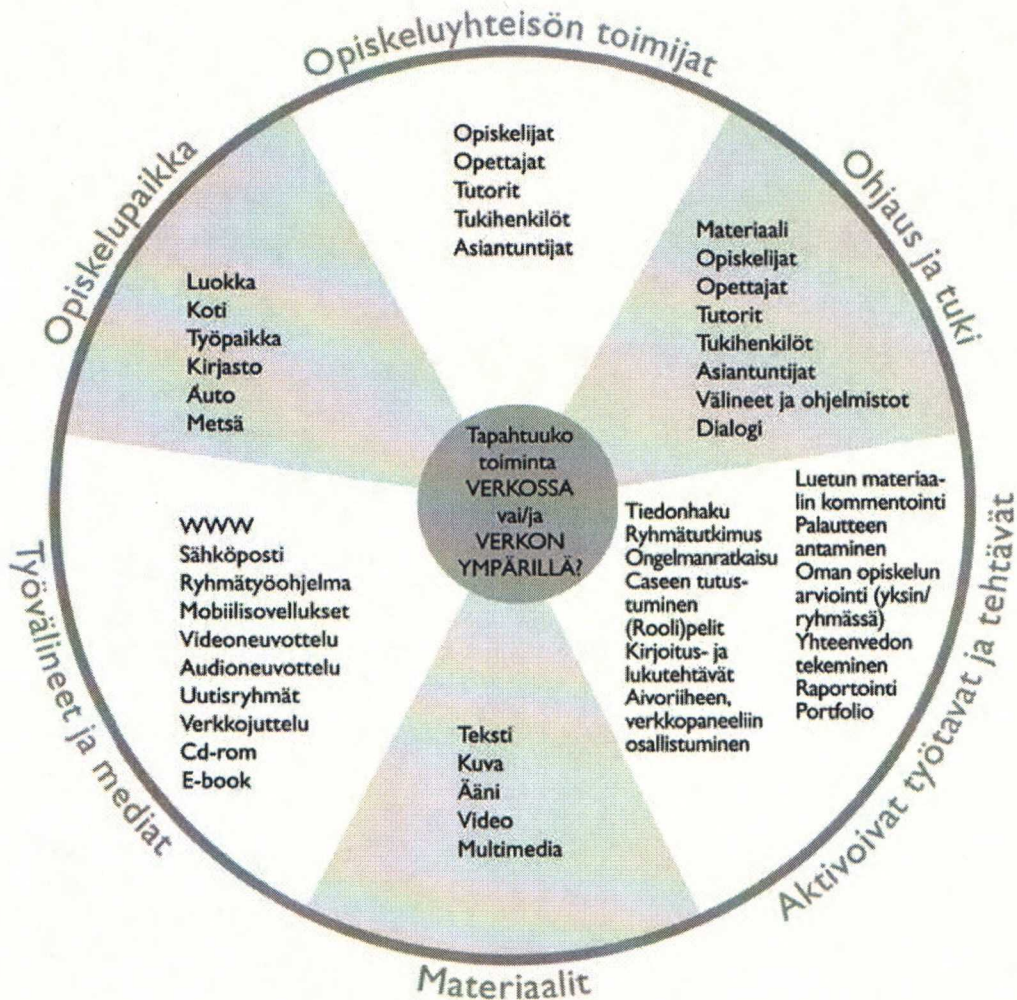 Opiskeluyhteisön toimijat
Opiskelijat
Opettajat
Tutorit
Tukihenkilöt
Asiantuntijat
Ohjaus ja tuki
Materiaali
Opiskelijat
Opettajat
Tutorit
Tukihenkilöt
Asiantuntijat
Välineet ja ohjelmistot
Dialogi
Aktivoivat työtavat ja tehtävät
Tiedonhaku
Ryhmätutkimus
Ongelmanratkaisu
Caseen tutus-
tuminen
(Rooli)pelit
Kirjoitus- ja
lukutehtävät
Aivoriiheen,
verkkopaneeliin
osallistuminen
Luetun materiaa-
lin kommentointi
Palautteen
antaminen
Oman opiskelun
arviointi (yksin/
ryhmässä)
Yhteenvedon
tekeminen
Raportointi
Portfolio
Materiaalit
Teksti
Kuva
Ääni
Video
Multimedia
Työvälineet ja mediat
WWW
Sähköposti
Ryhmätyöohjelma
Mobiilisovellukset
Videoneuvottelu
Audioneuvottelu
Uutisryhmät
Verkkojuttelu
Cd-rom
E-book
Opiskelupaikka
Luokka
Koti
Työpaikka
Kirjasto
Auto
Metsä
Tapahtuuko
toiminta
VERKOSSA
vai/ja
VERKON
YMPÄRILLÄ?